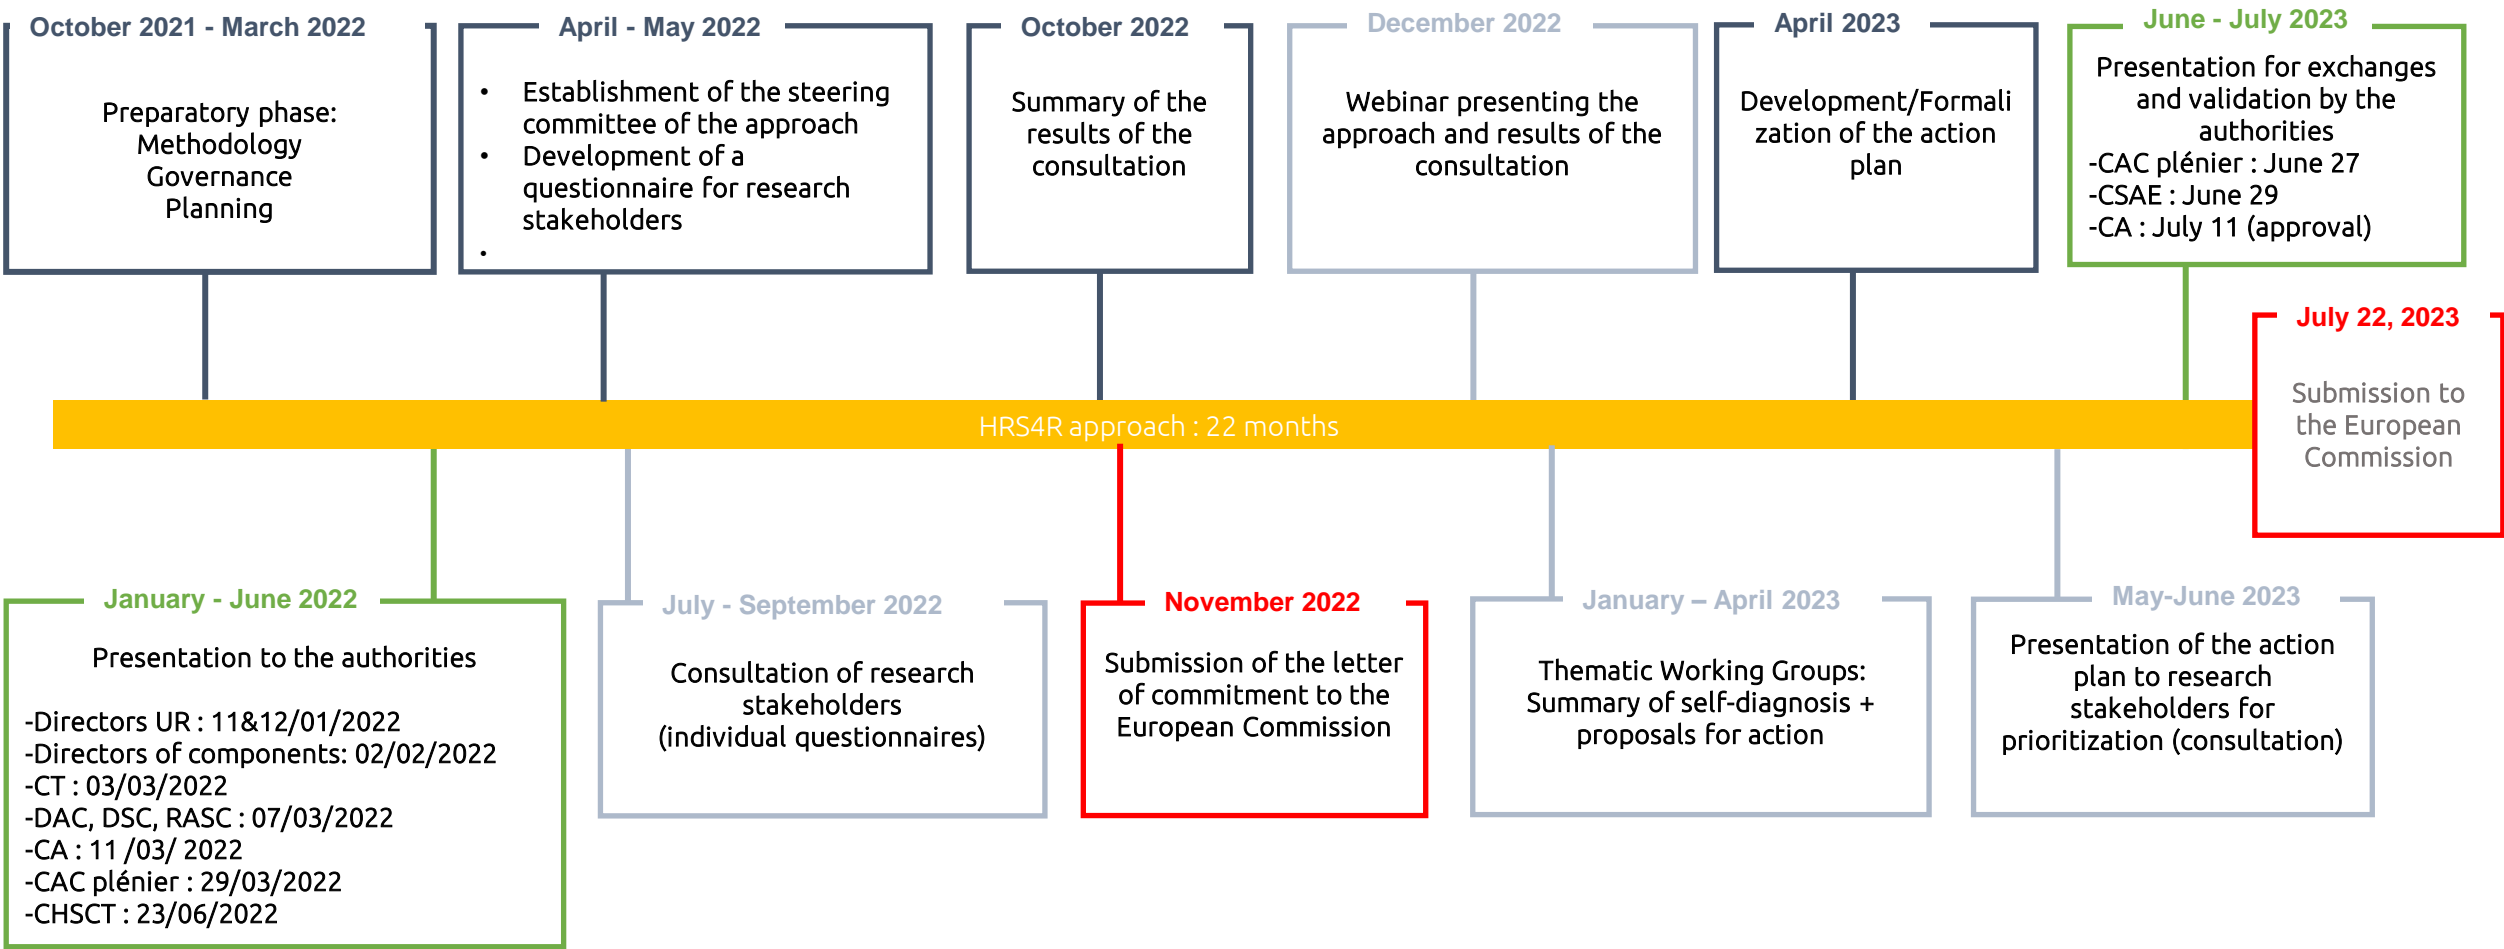 October 2021 - March 2022
Preparatory phase:
Methodology
Governance
Planning
April - May 2022
• Establishment of the steering
committee of the approach
• Development of a
questionnaire for research
stakeholders
•
October 2022
Summary of the
results of the
consultation
December 2022
Webinar presenting the
approach and results of the
consultation
April 2023
Development/Formali
zation of the action
plan
June - July 2023
Presentation for exchanges
and validation by the
authorities
-CAC plénier : June 27
-CSAE : June 29
-CA : July 11 (approval)
July 22, 2023
Submission to
the European
Commission
HRS4R approach : 22 months
January - June 2022
Presentation to the authorities
-Directors UR : 11&12/01/2022
-Directors of components: 02/02/2022
-CT : 03/03/2022
-DAC, DSC, RASC : 07/03/2022
-CA : 11 /03/ 2022
-CAC plénier : 29/03/2022
-CHSCT : 23/06/2022
July - September 2022
Consultation of research
stakeholders
(individual questionnaires)
November 2022
Submission of the letter
of commitment to the
European Commission
January – April 2023
Thematic Working Groups:
Summary of self-diagnosis +
proposals for action
May-June 2023
Presentation of the action
plan to research
stakeholders for
prioritization (consultation)